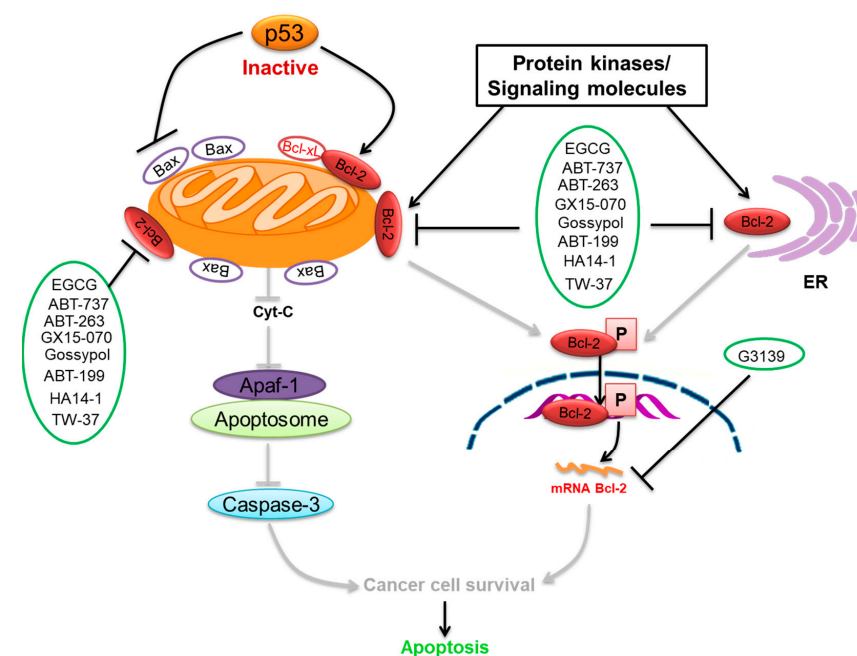 p53
Inactive
Protein kinases/
Signaling molecules
Bax
Bax
Bcl-xL
Bcl-2
Bcl-2
Bcl-2
Bax
Bax
EGCG
ABT-737
ABT-263
GX15-070
Gossypol
ABT-199
HA14-1
TW-37
Bcl-2
ER
EGCG
ABT-737
ABT-263
GX15-070
Gossypol
ABT-199
HA14-1
TW-37
Cyt-C
Apaf-1
Apoptosome
Caspase-3
Bcl-2
P
G3139
Bcl-2
P
mRNA Bcl-2
Cancer cell survival
Apoptosis